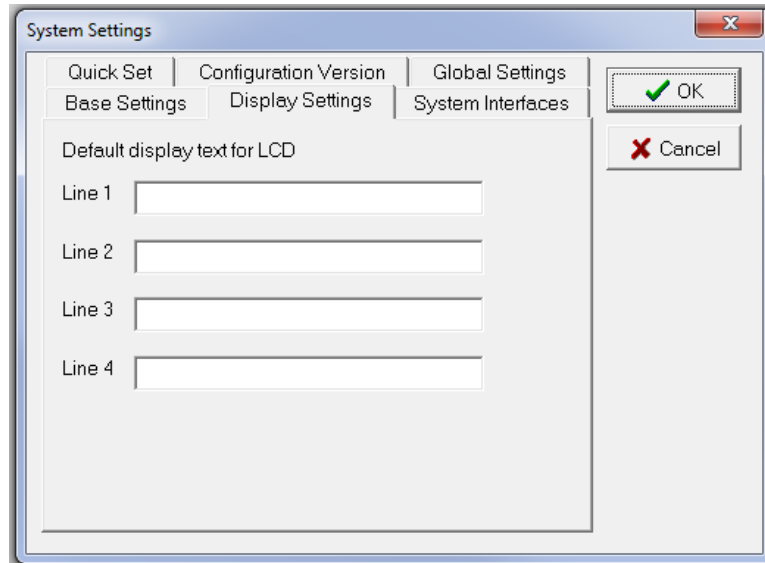 System Settings
Quick Set
Configuration Version
Global Settings
Base Settings
Display Settings
System Interfaces
OK
Cancel
Default display text for LCD
Line 1
Line 2
Line 3
Line 4